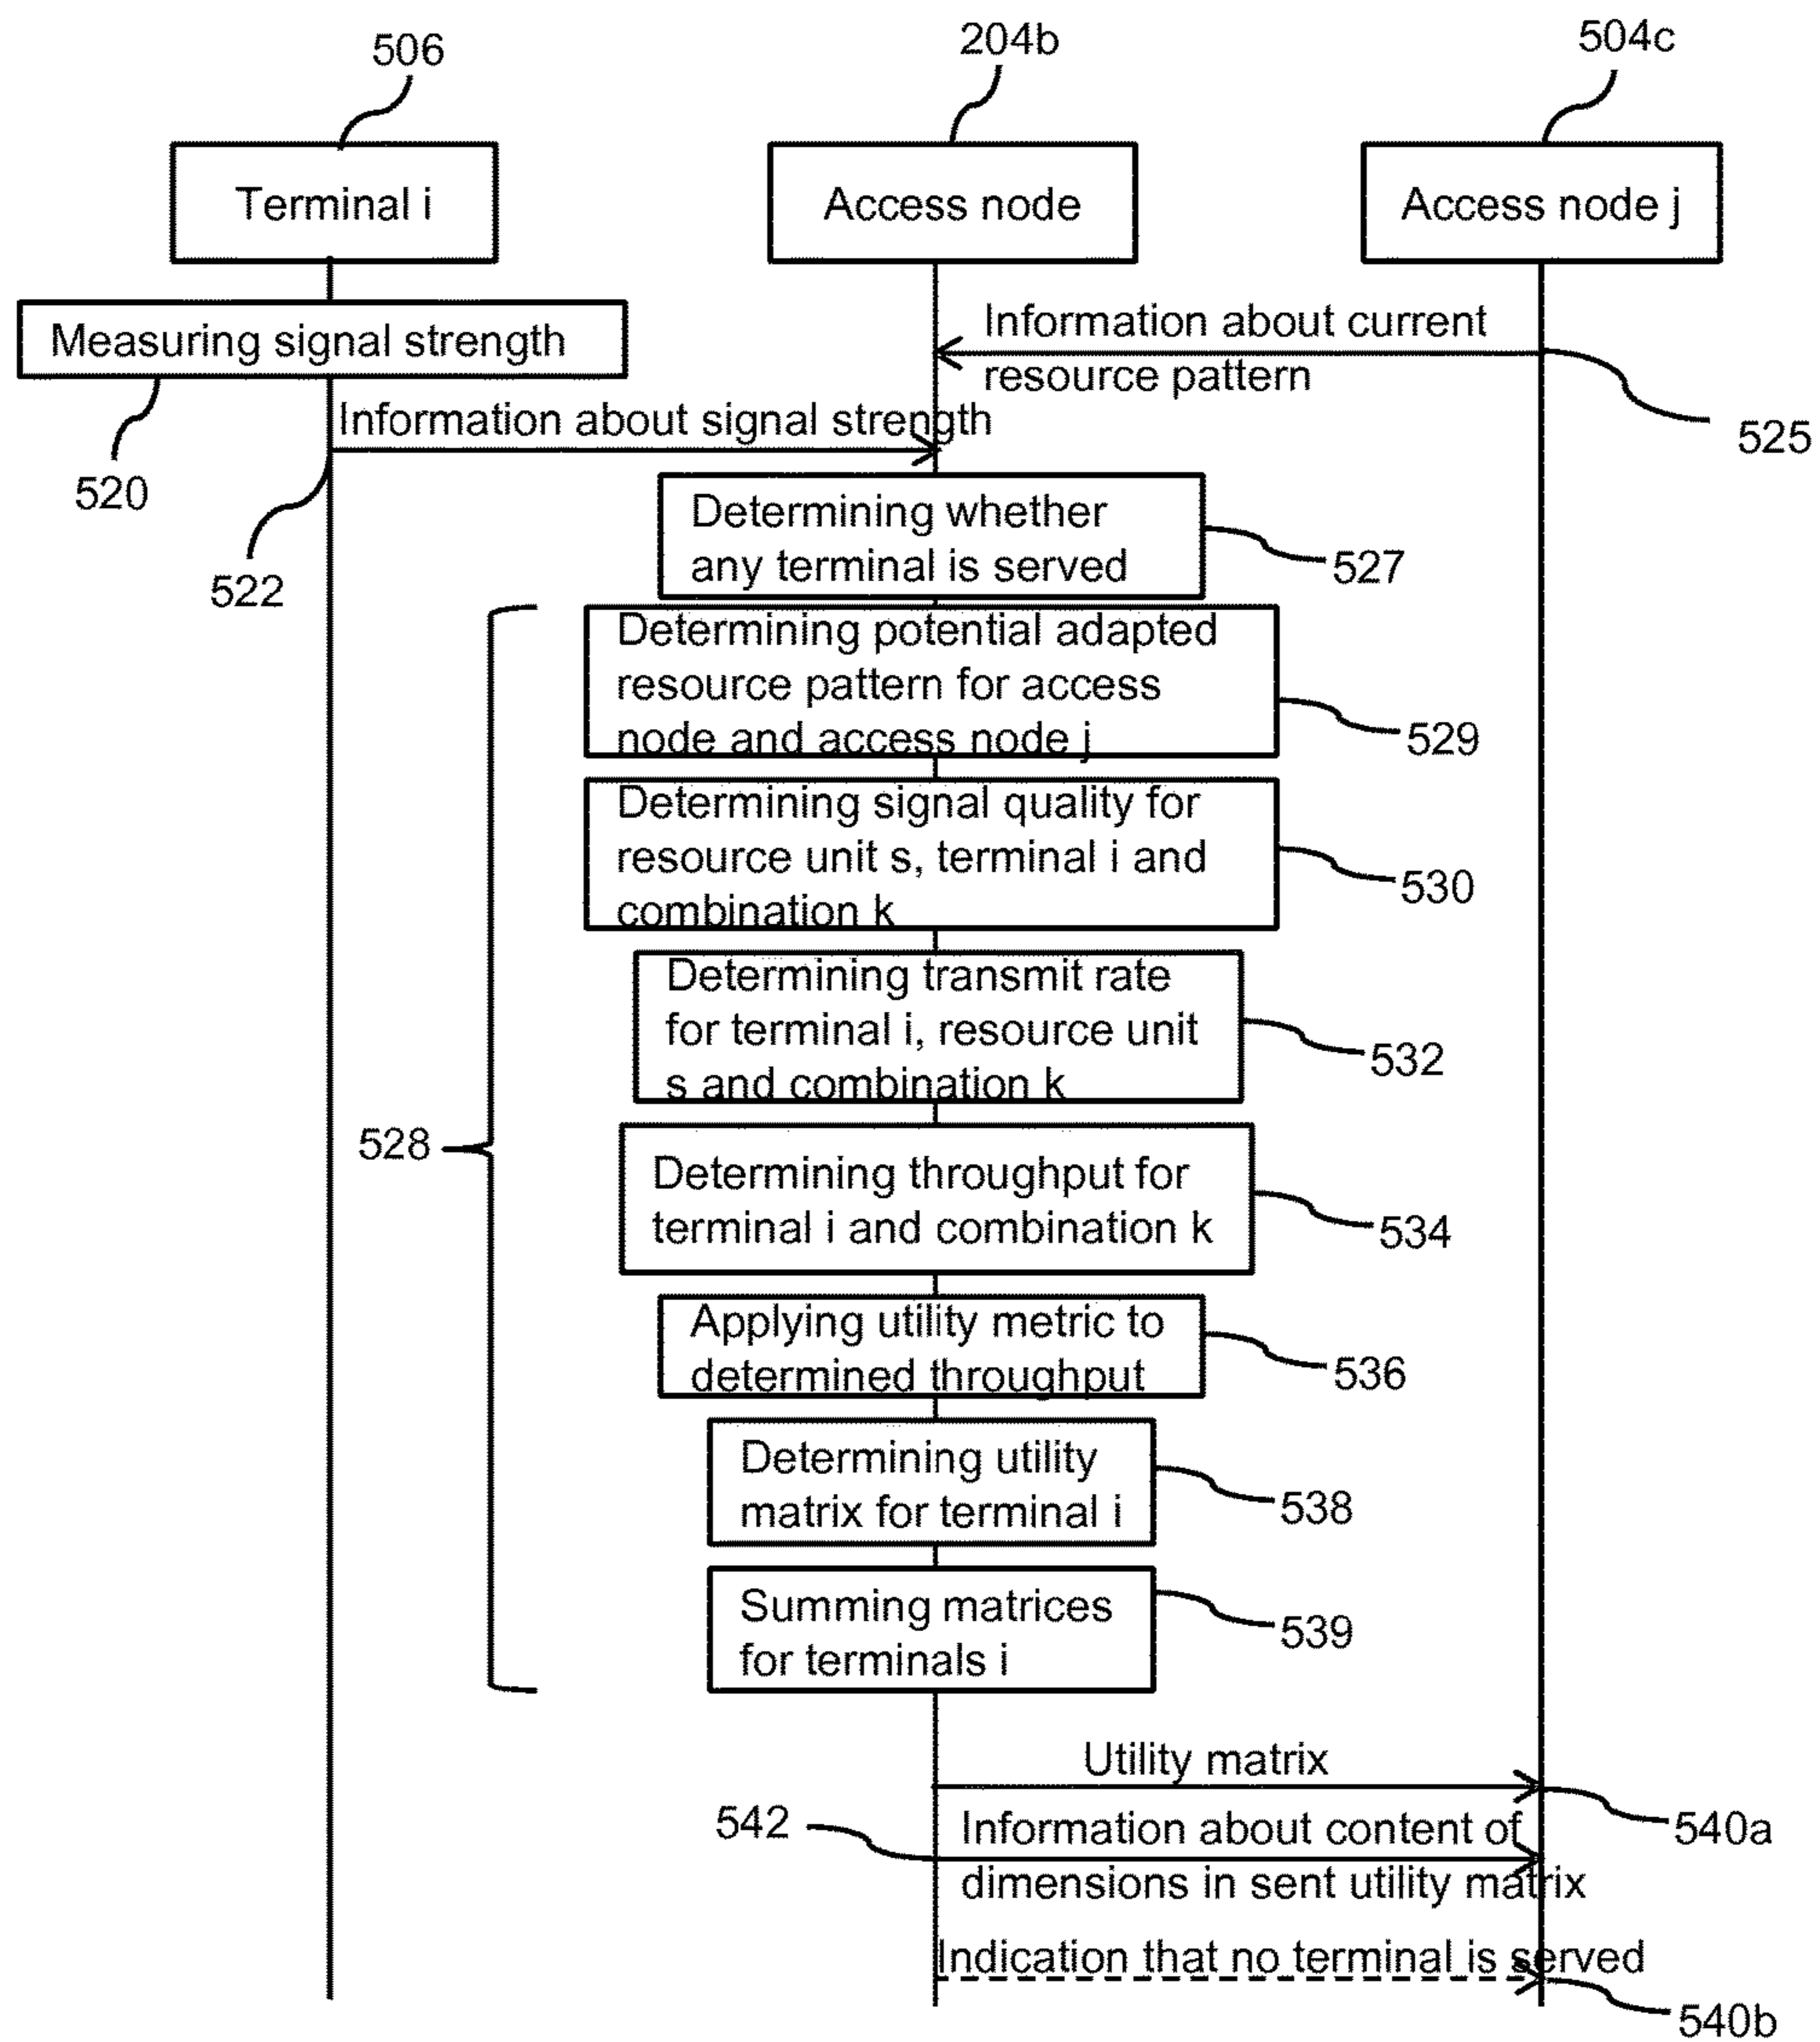 506
204b
504c
Terminal i
Access node
Access node j
Measuring signal strength
Information about current
resource pattern
Information about signal strength
525
520
522
Determining whether
any terminal is served
527
Determining potential adapted
resource pattern for access
node and access node j
529
Determining signal quality for
resource unit s, terminal i and
combination k
530
Determining transmit rate
for terminal i, resource unit
s and combination k
532
528
Determining throughput for
terminal i and combination k
534
Applying utility metric to
determined throughput
536
Determining utility
matrix for terminal i
538
Summing matrices
for terminals i
539
Utility matrix
540a
542
Information about content of
dimensions in sent utility matrix
Indication that no terminal is served
540b